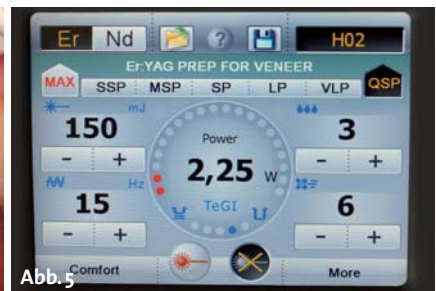 Er Nd ? H02
Er:YAG PREP FOR VENEER
MAX SSP MSP SP LP VLP QSP
mJ
150
- +
Hz
15
- +
Power
2,25 W
TeGI
3
- +
6
- +
Comfort
More
Abb.5